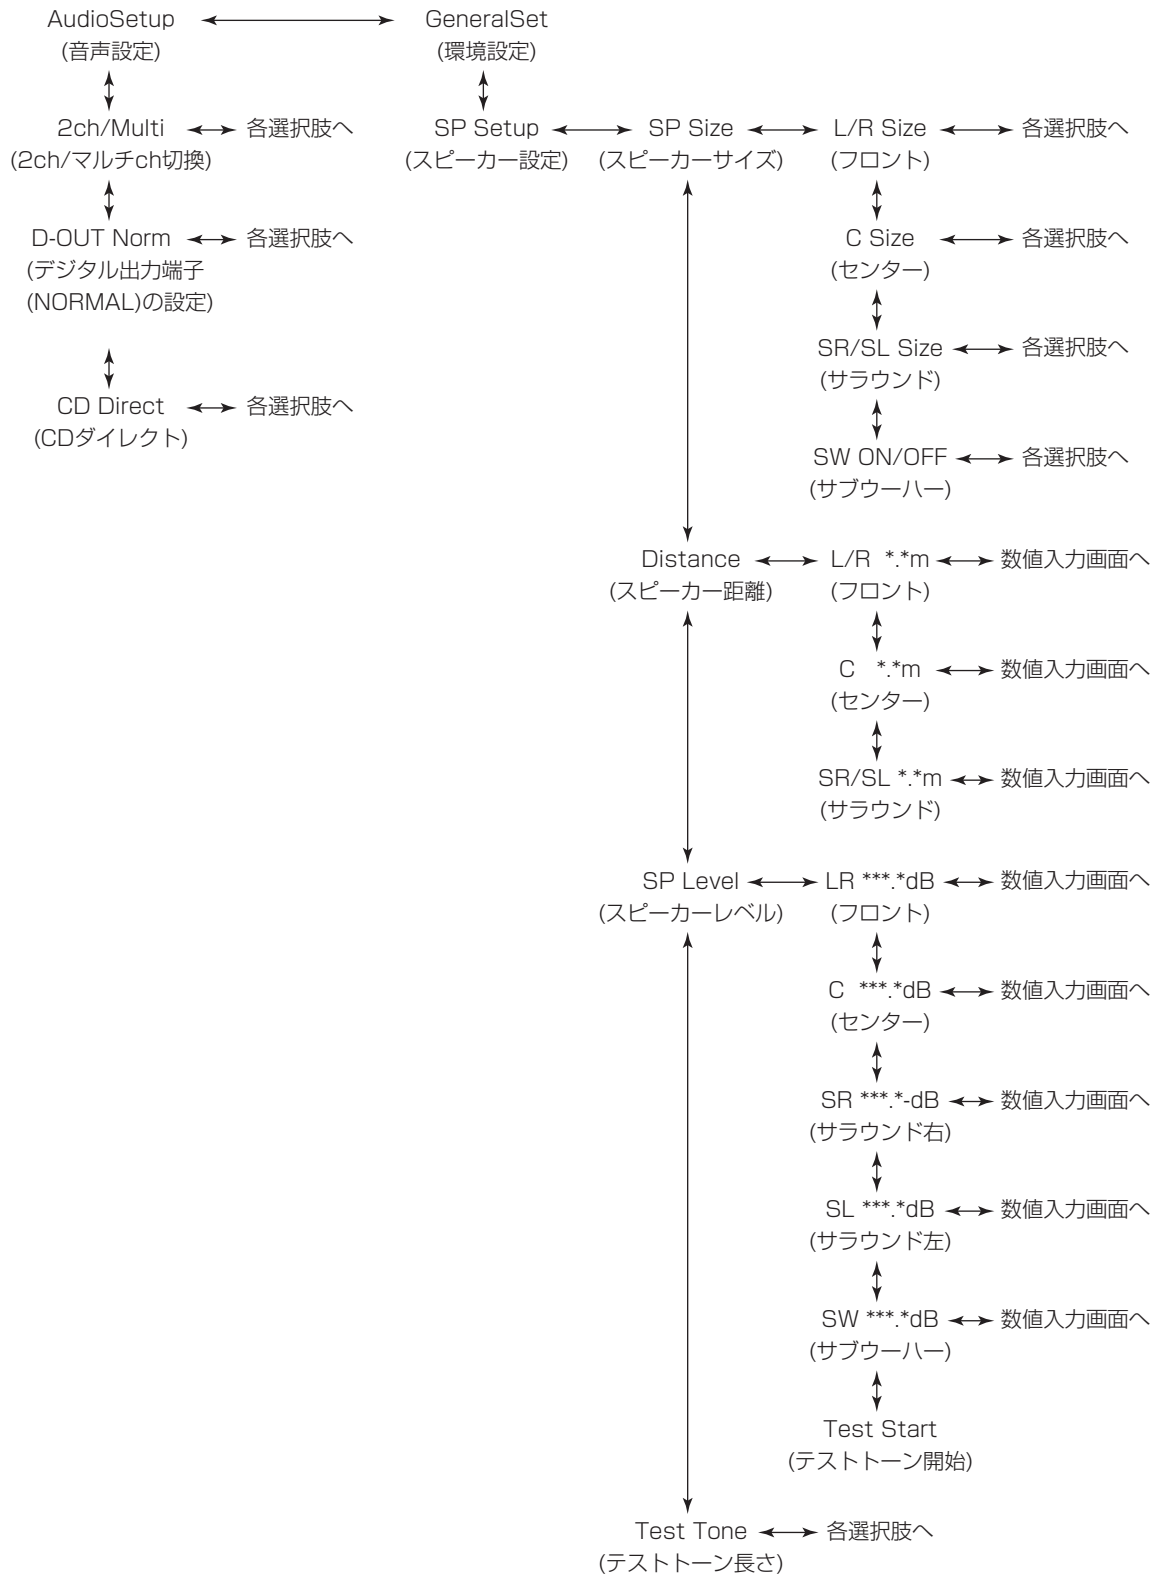 AudioSetup GeneralSet
(音声設定) (環境設定)
2ch/Multi 各選択肢へ SP Setup SP Size L/R Size 各選択肢へ
(2ch/マルチch切換) (スピーカー設定) (スピーカーサイズ) (フロント)
D-OUT Norm 各選択肢へ C Size 各選択肢へ
(デジタル出力端子 (センター)
(NORMAL)の設定)
SR/SL Size 各選択肢へ
(サラウンド)
CD Direct 各選択肢へ
(CDダイレクト)
SW ON/OFF 各選択肢へ
(サブウーハー)
Distance L/R *.*m 数値入力画面へ
(スピーカー距離) (フロント)
C *.*m 数値入力画面へ
(センター)
SR/SL *.*m 数値入力画面へ
(サラウンド)
SP Level LR ***.*dB 数値入力画面へ
(スピーカーレベル) (フロント)
C ***.*dB 数値入力画面へ
(センター)
SR ***.*-dB 数値入力画面へ
(サラウンド右)
SL ***.*dB 数値入力画面へ
(サラウンド左)
SW ***.*dB 数値入力画面へ
(サブウーハー)
Test Start
(テストトーン開始)
Test Tone 各選択肢へ
(テストトーン長さ)